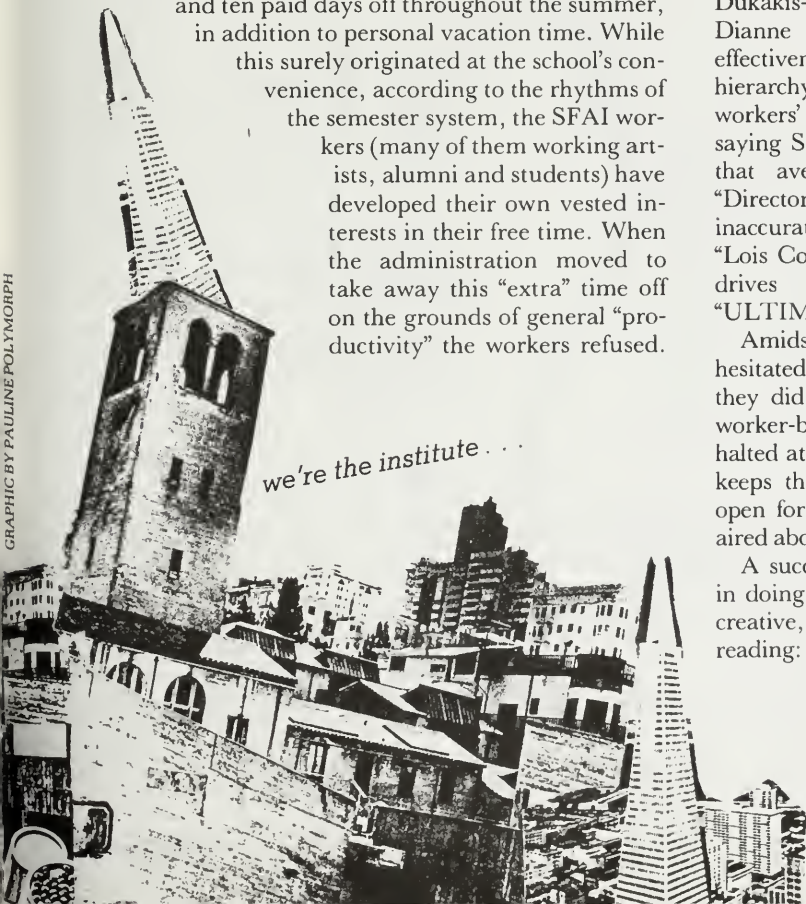 and ten paid days off throughout the summer,
in addition to personal vacation time. While
this surely originated at the school's con-
venience, according to the rhythms of
the semester system, the SFAI wor-
kers (many of them working art-
ists, alumni and students) have
developed their own vested in-
terests in their free time. When
the administration moved to
take away this "extra" time off
on the grounds of general "pro-
ductivity" the workers refused.
we're the institute . . .
GRAPHIC BY PAULINE POLYMORPH
Dukakis-
Dianne
effectiven
hierarchy
workers'
saying S
that ave
"Director
inaccurat
"Lois Co
drives
"ULTIM
Amids
hesitated
they did
worker-b
halted at
keeps th
open for
aired abo
A succ
in doing
creative,
reading: